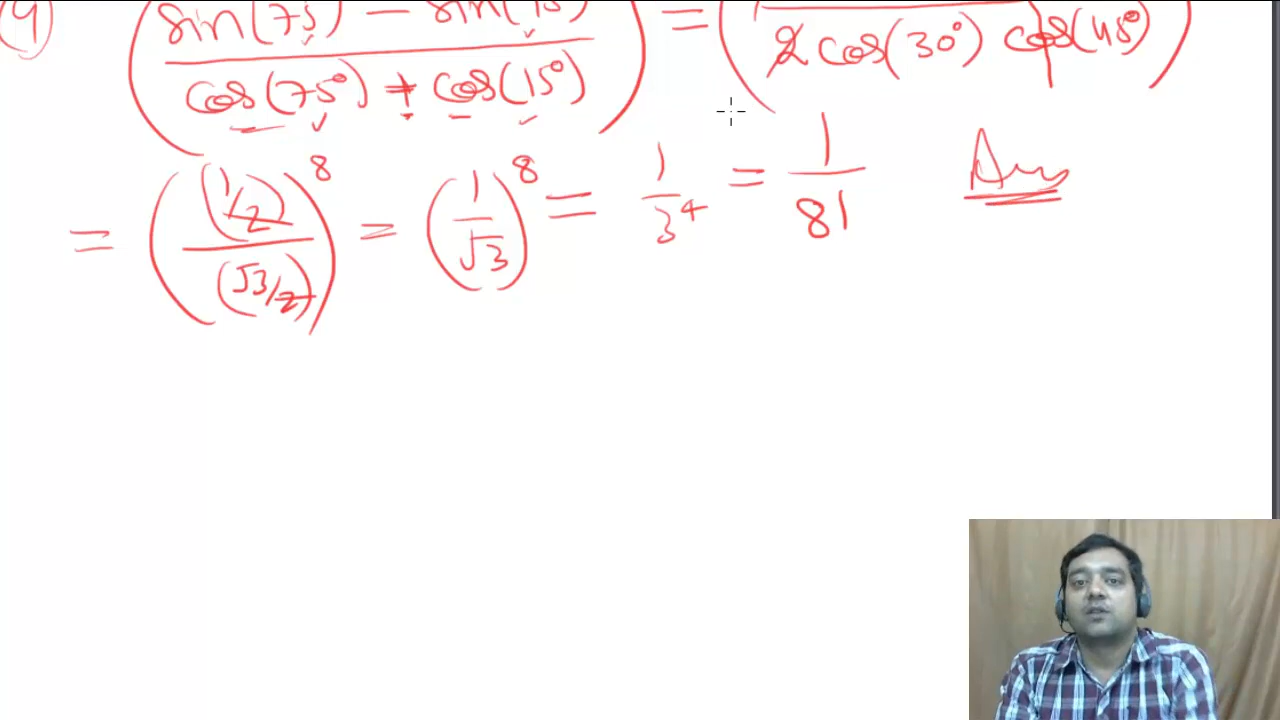 9) (sin(75) − sin(15) / cos(75°) + cos(15°)) = ( / 2 cos(30°) cos(45°))
= ((1/2) / (√3/2))^8 = (1/√3)^8 = 1/3^4 = 1/81 Ans